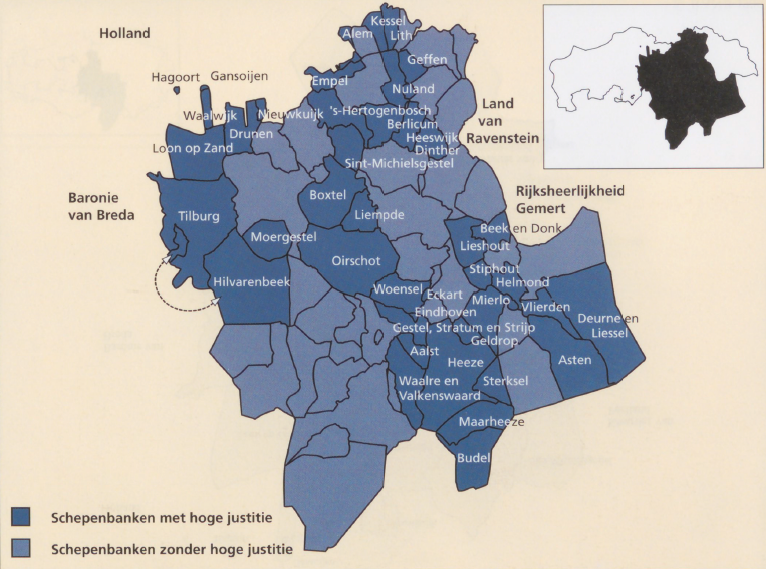 Holland
Kessel
Alem
Lith
Geffen
Hagoort
Gansoijen
Empel
Nuland
Waalwijk
Nieuwkuijk
's-Hertogenbosch
Land
van
Ravenstein
Berlicum
Drunen
Heeswijk
Dinther
Loon op Zand
Sint-Michielsgestel
Baronie
van Breda
Boxtel
Rijksheerlijkheid
Gemert
Tilburg
Liempde
Beek en Donk
Moergestel
Lieshout
Oirschot
Stiphout
Helmond
Hilvarenbeek
Woensel
Eckart
Mierlo
Vlierden
Eindhoven
Deurne en
Liessel
Gestel, Stratum en Strijp
Geldrop
Aalst
Heeze
Asten
Waalre en
Valkenswaard
Sterksel
Maarheeze
Budel
Schepenbanken met hoge justitie
Schepenbanken zonder hoge justitie